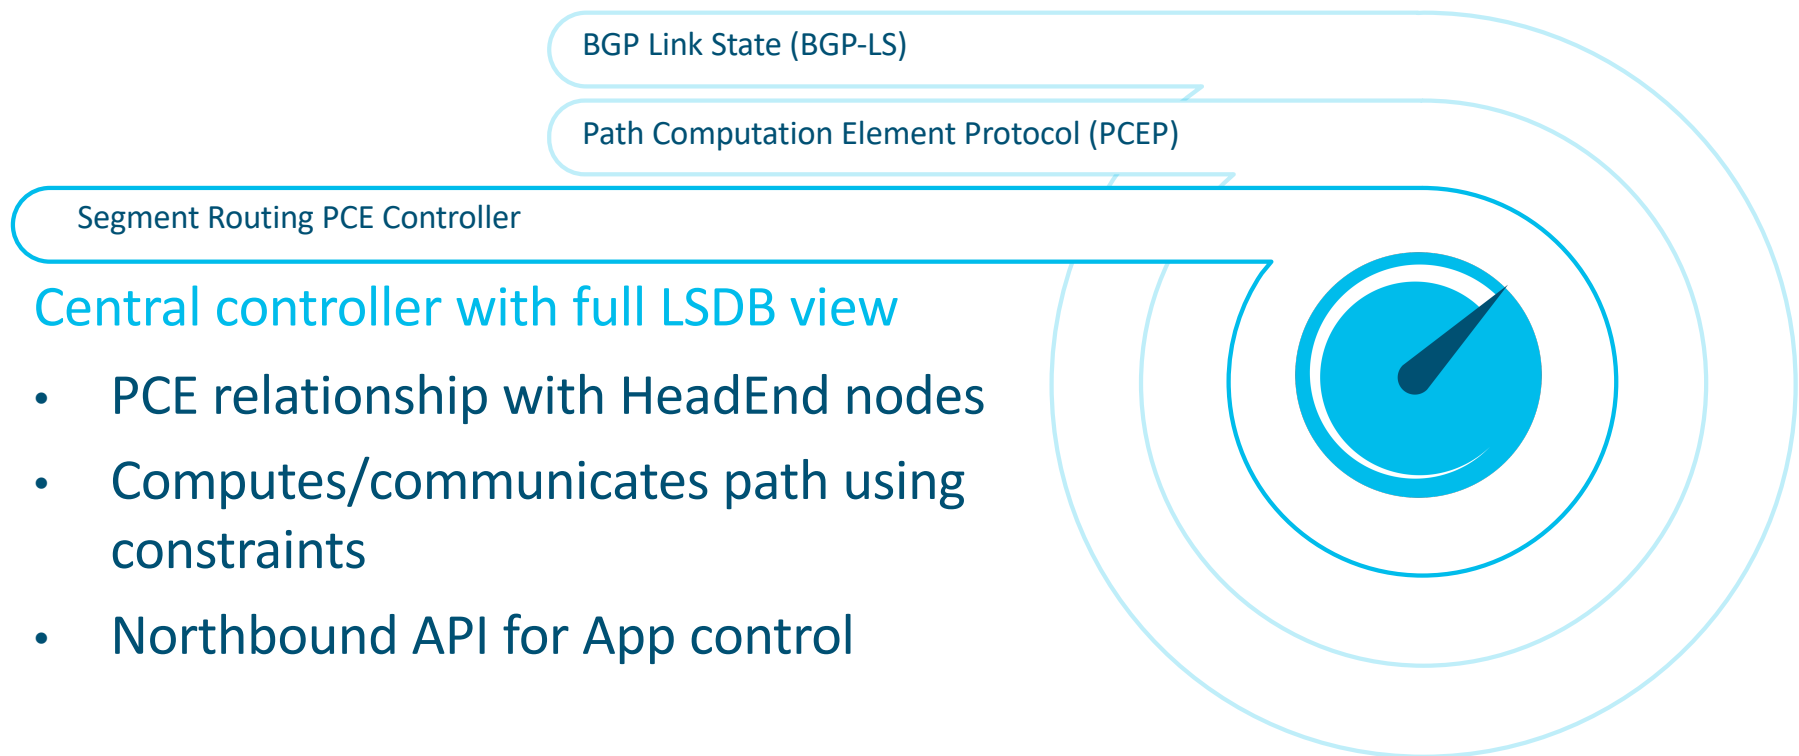 BGP Link State (BGP-LS)
Path Computation Element Protocol (PCEP)
Segment Routing PCE Controller
Central controller with full LSDB view
• PCE relationship with HeadEnd nodes
• Computes/communicates path using
constraints
• Northbound API for App control